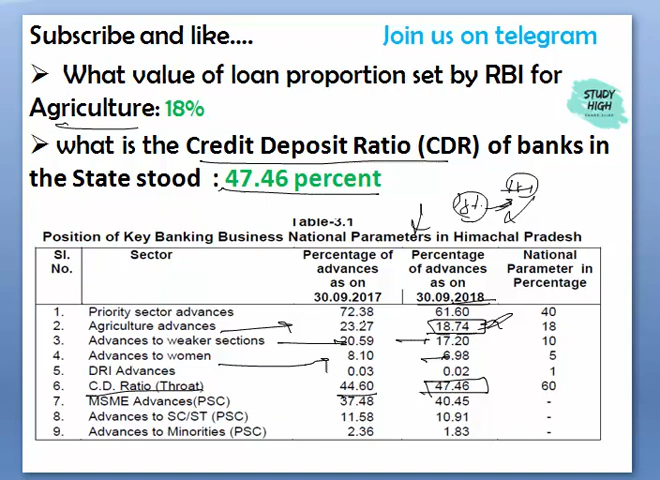 Subscribe and like.... Join us on telegram
➤ What value of loan proportion set by RBI for
Agriculture: 18%
STUDY
HIGH
➤ what is the Credit Deposit Ratio (CDR) of banks in
the State stood : 47.46 percent
Table-3.1
Position of Key Banking Business National Parameters in Himachal Pradesh
Sl. Sector Percentage of Percentage National
No. advances of advances Parameter in
as on as on Percentage
30.09.2017 30.09.2018
1. Priority sector advances 72.38 61.60 40
2. Agriculture advances 23.27 18.74 18
3. Advances to weaker sections 20.59 17.20 10
4. Advances to women 8.10 6.98 5
5. DRI Advances 0.03 0.02 1
6. C.D. Ratio (Throat) 44.60 47.46 60
7. MSME Advances(PSC) 37.48 40.45 -
8. Advances to SC/ST (PSC) 11.58 10.91 -
9. Advances to Minorities (PSC) 2.36 1.83 -